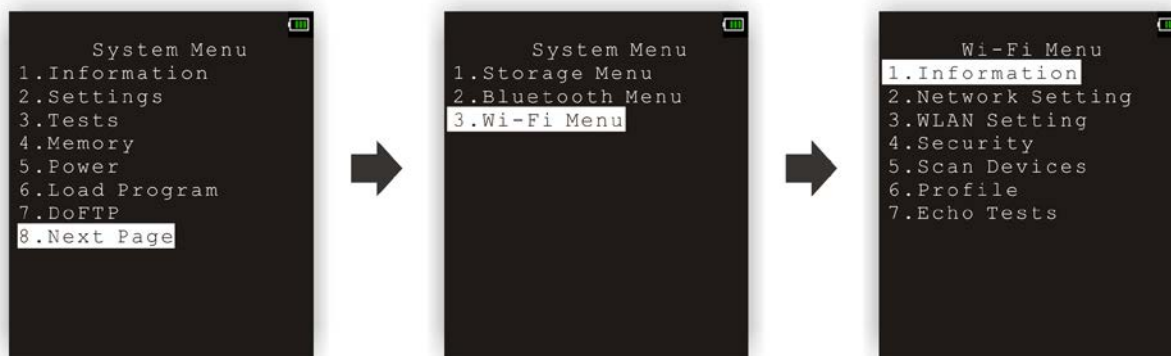 System Menu
1.Information
2.Settings
3.Tests
4.Memory
5.Power
6.Load Program
7.DoFTP
8.Next Page
System Menu
1.Storage Menu
2.Bluetooth Menu
3.Wi-Fi Menu
Wi-Fi Menu
1.Information
2.Network Setting
3.WLAN Setting
4.Security
5.Scan Devices
6.Profile
7.Echo Tests